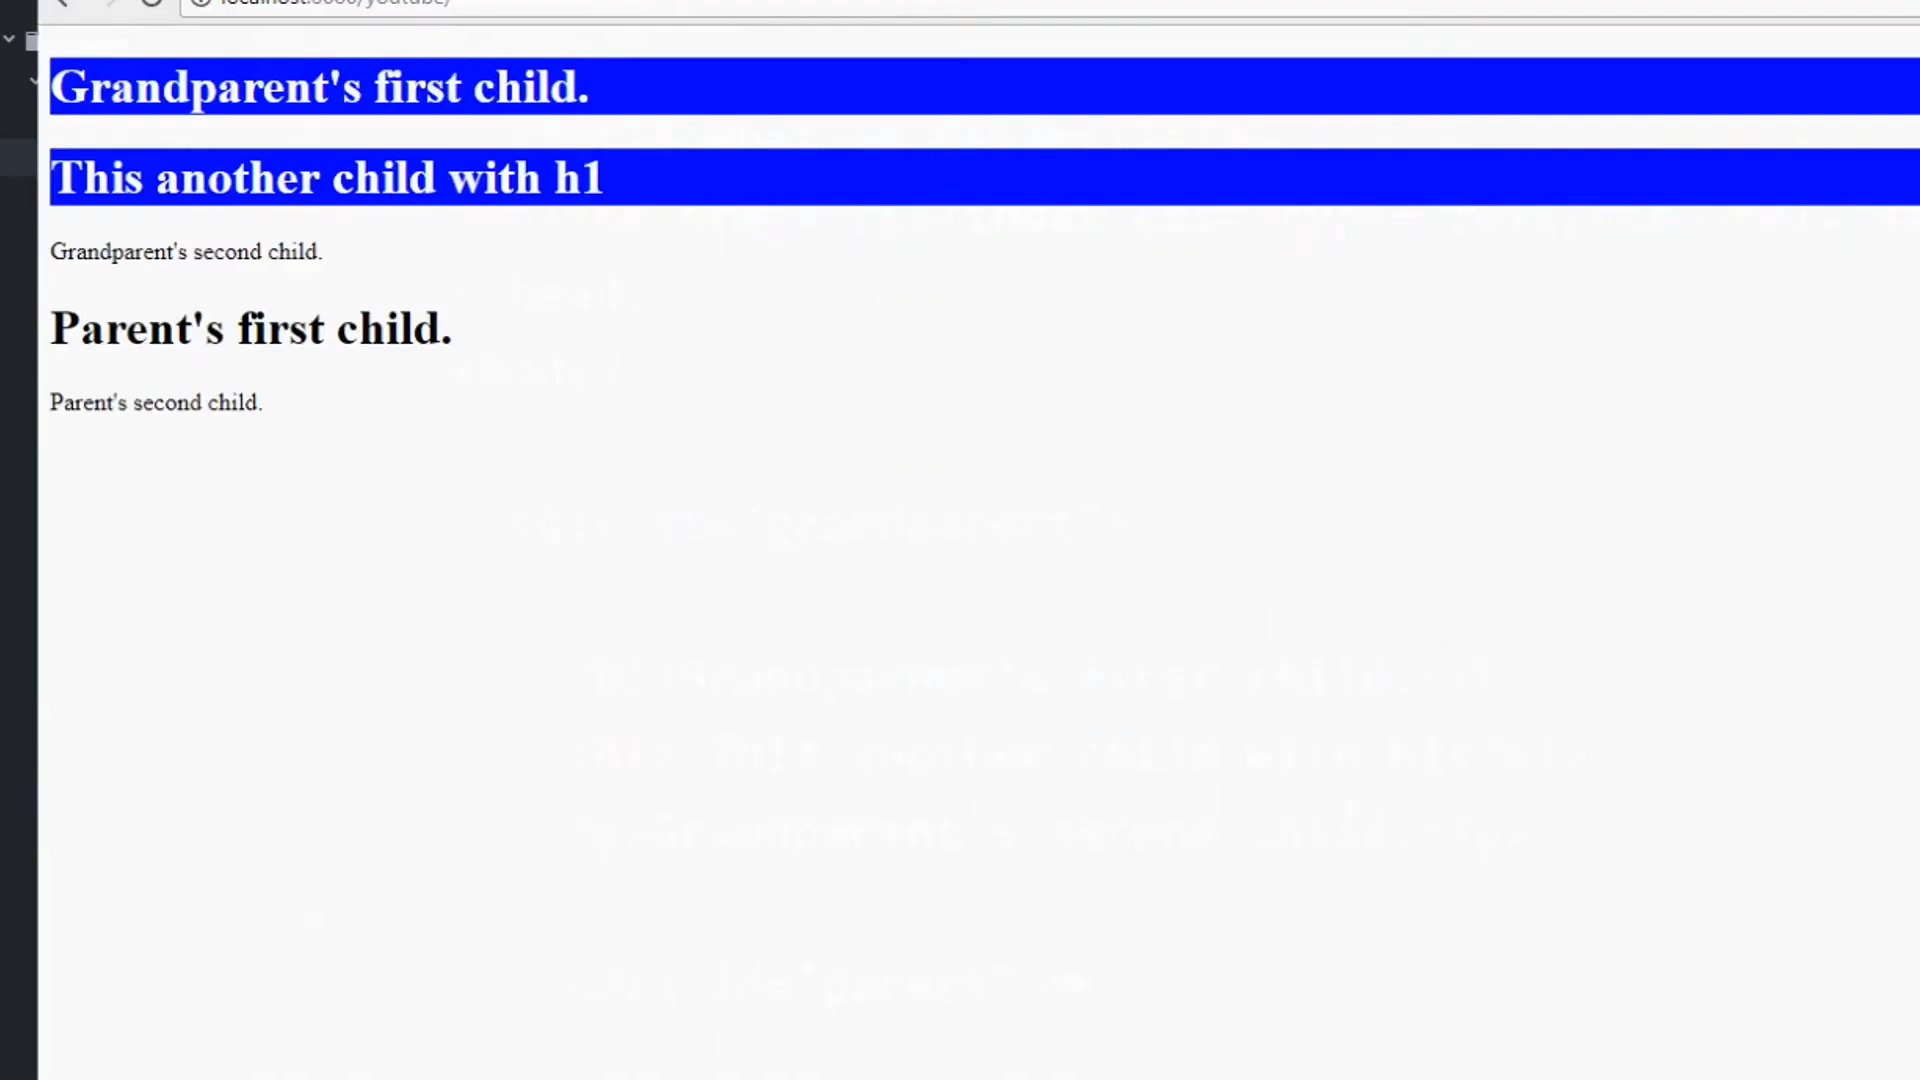 Grandparent's first child.
This another child with h1
Grandparent's second child.
Parent's first child.
Parent's second child.